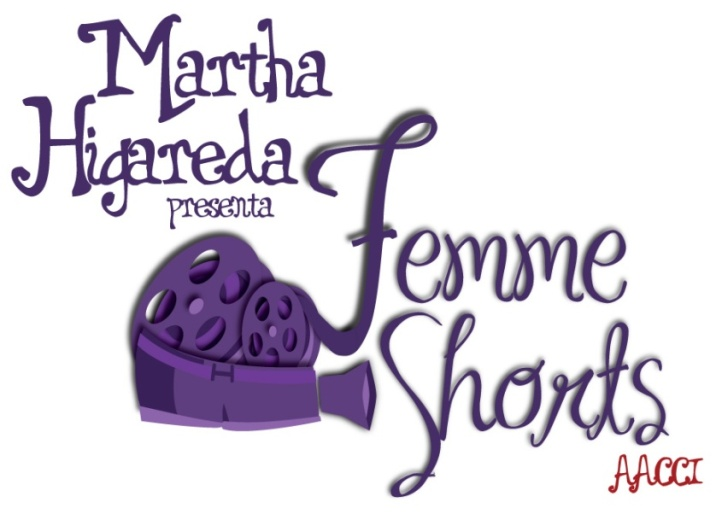 Martha
Higareda
presenta
Femme
Shorts
AACCI